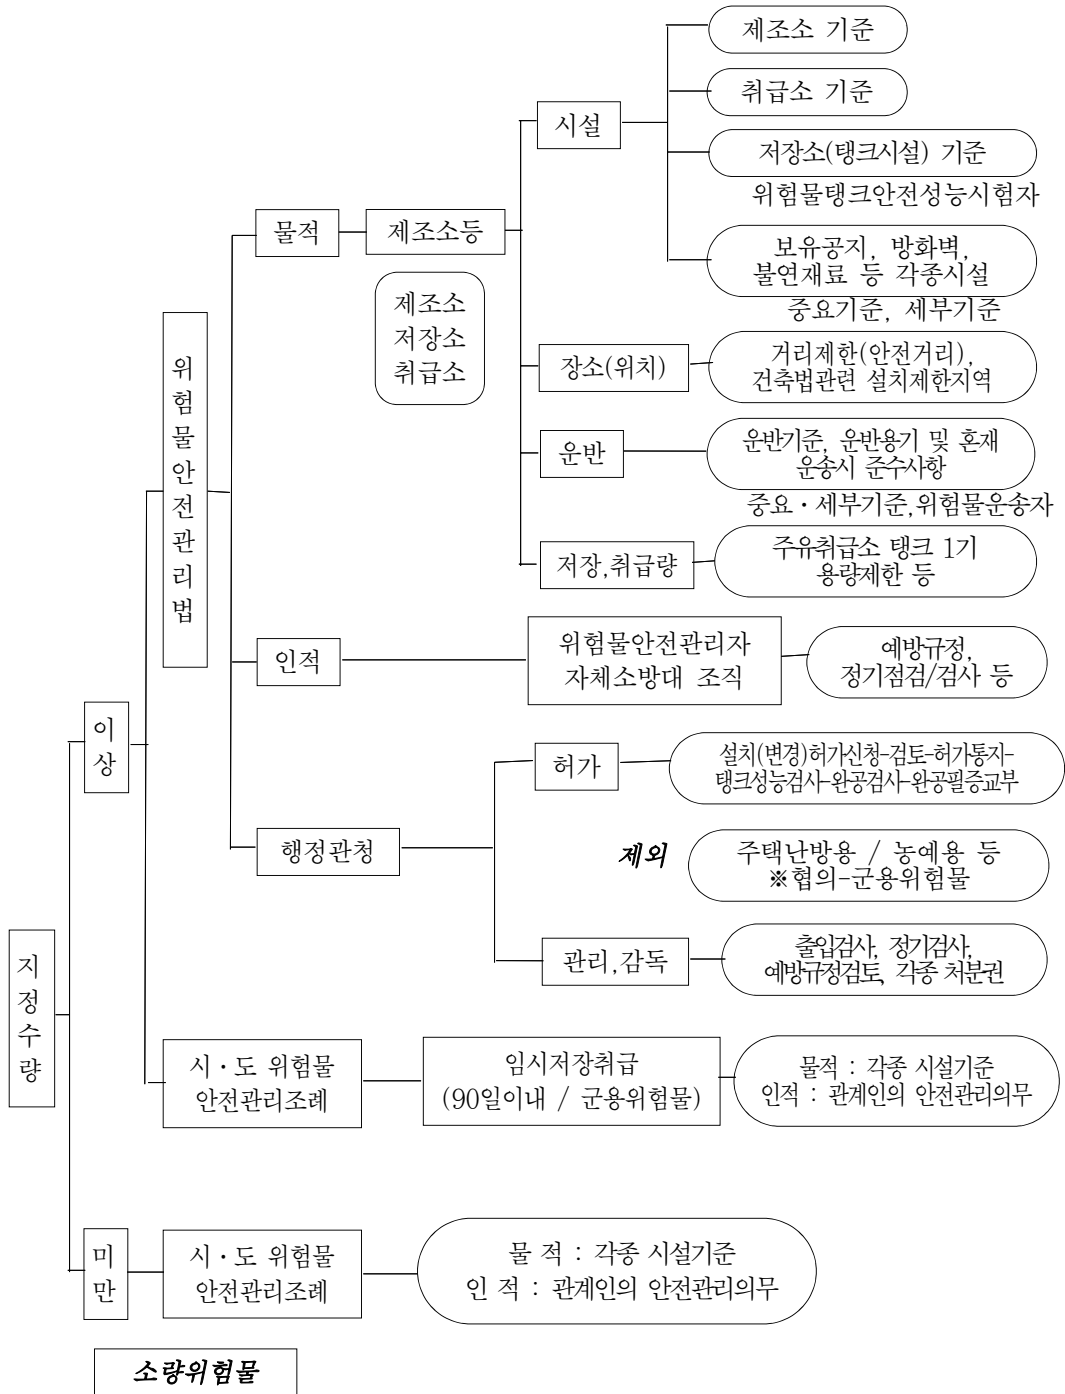 제조소 기준
취급소 기준
시설
저장소(탱크시설) 기준
위험물탱크안전성능시험자
물적
제조소등
보유공지, 방화벽,
불연재료 등 각종시설
중요기준, 세부기준
제조소
저장소
취급소
위험물안전관리법
장소(위치)
거리제한(안전거리),
건축법관련 설치제한지역
운반
운반기준, 운반용기 및 혼재
운송시 준수사항
중요·세부기준,위험물운송자
저장,취급량
주유취급소 탱크 1기
용량제한 등
인적
위험물안전관리자
자체소방대 조직
예방규정,
정기점검/검사 등
이상
허가
설치(변경)허가신청-검토-허가통지-
탱크성능검사-완공검사-완공필증교부
행정관청
제외
주택난방용 / 농예용 등
※협의-군용위험물
관리,감독
출입검사, 정기검사,
예방규정검토, 각종 처분권
지정수량
시·도 위험물
안전관리조례
임시저장취급
(90일이내 / 군용위험물)
물적 : 각종 시설기준
인적 : 관계인의 안전관리의무
미만
시·도 위험물
안전관리조례
물 적 : 각종 시설기준
인 적 : 관계인의 안전관리의무
소량위험물